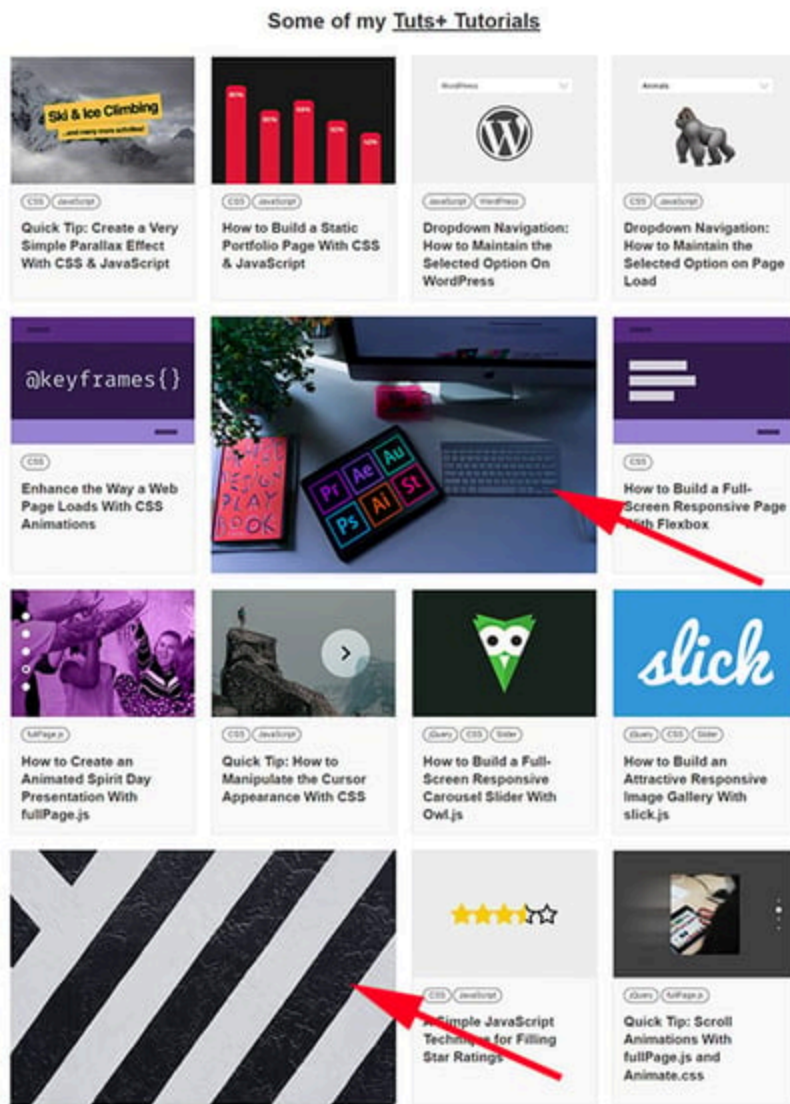 Some of my Tuts+ Tutorials
Ski & Ice Climbing
...and many more activities!
CSS JavaScript
Quick Tip: Create a Very
Simple Parallax Effect
With CSS & JavaScript
CSS JavaScript
How to Build a Static
Portfolio Page With CSS
& JavaScript
WordPress
JavaScript WordPress
Dropdown Navigation:
How to Maintain the
Selected Option On
WordPress
Animals
CSS JavaScript
Dropdown Navigation:
How to Maintain the
Selected Option on Page
Load
@keyframes{}
CSS
Enhance the Way a Web
Page Loads With CSS
Animations
DESIGN
PLAY
BOOK
Pr Ae Au
Ps Ai St
CSS
How to Build a Full-
Screen Responsive Page
With Flexbox
fullPage.js
How to Create an
Animated Spirit Day
Presentation With
fullPage.js
CSS JavaScript
Quick Tip: How to
Manipulate the Cursor
Appearance With CSS
jQuery CSS Slider
How to Build a Full-
Screen Responsive
Carousel Slider With
Owl.js
slick
jQuery CSS Slider
How to Build an
Attractive Responsive
Image Gallery With
slick.js
CSS JavaScript
A Simple JavaScript
Technique for Filling
Star Ratings
jQuery fullPage.js
Quick Tip: Scroll
Animations With
fullPage.js and
Animate.css